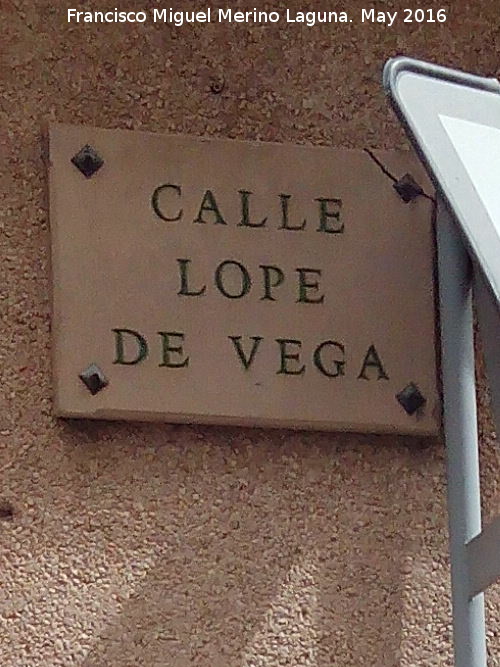 Francisco Miguel Merino Laguna. May 2016
CALLE
LOPE
DE VEGA